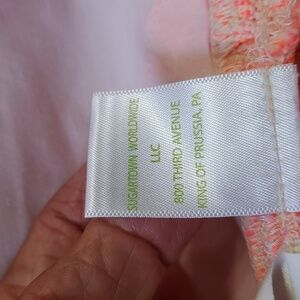 SUGARTOWN WORLDWIDE
LLC
800 THIRD AVENUE
KING OF PRUSSIA, PA